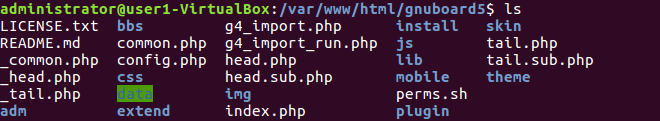 administrator@user1-VirtualBox:/var/www/html/gnuboard5$ ls
LICENSE.txt bbs g4_import.php install skin
README.md common.php g4_import_run.php js tail.php
_common.php config.php head.php lib tail.sub.php
_head.php css head.sub.php mobile theme
_tail.php data img perms.sh
adm extend index.php plugin